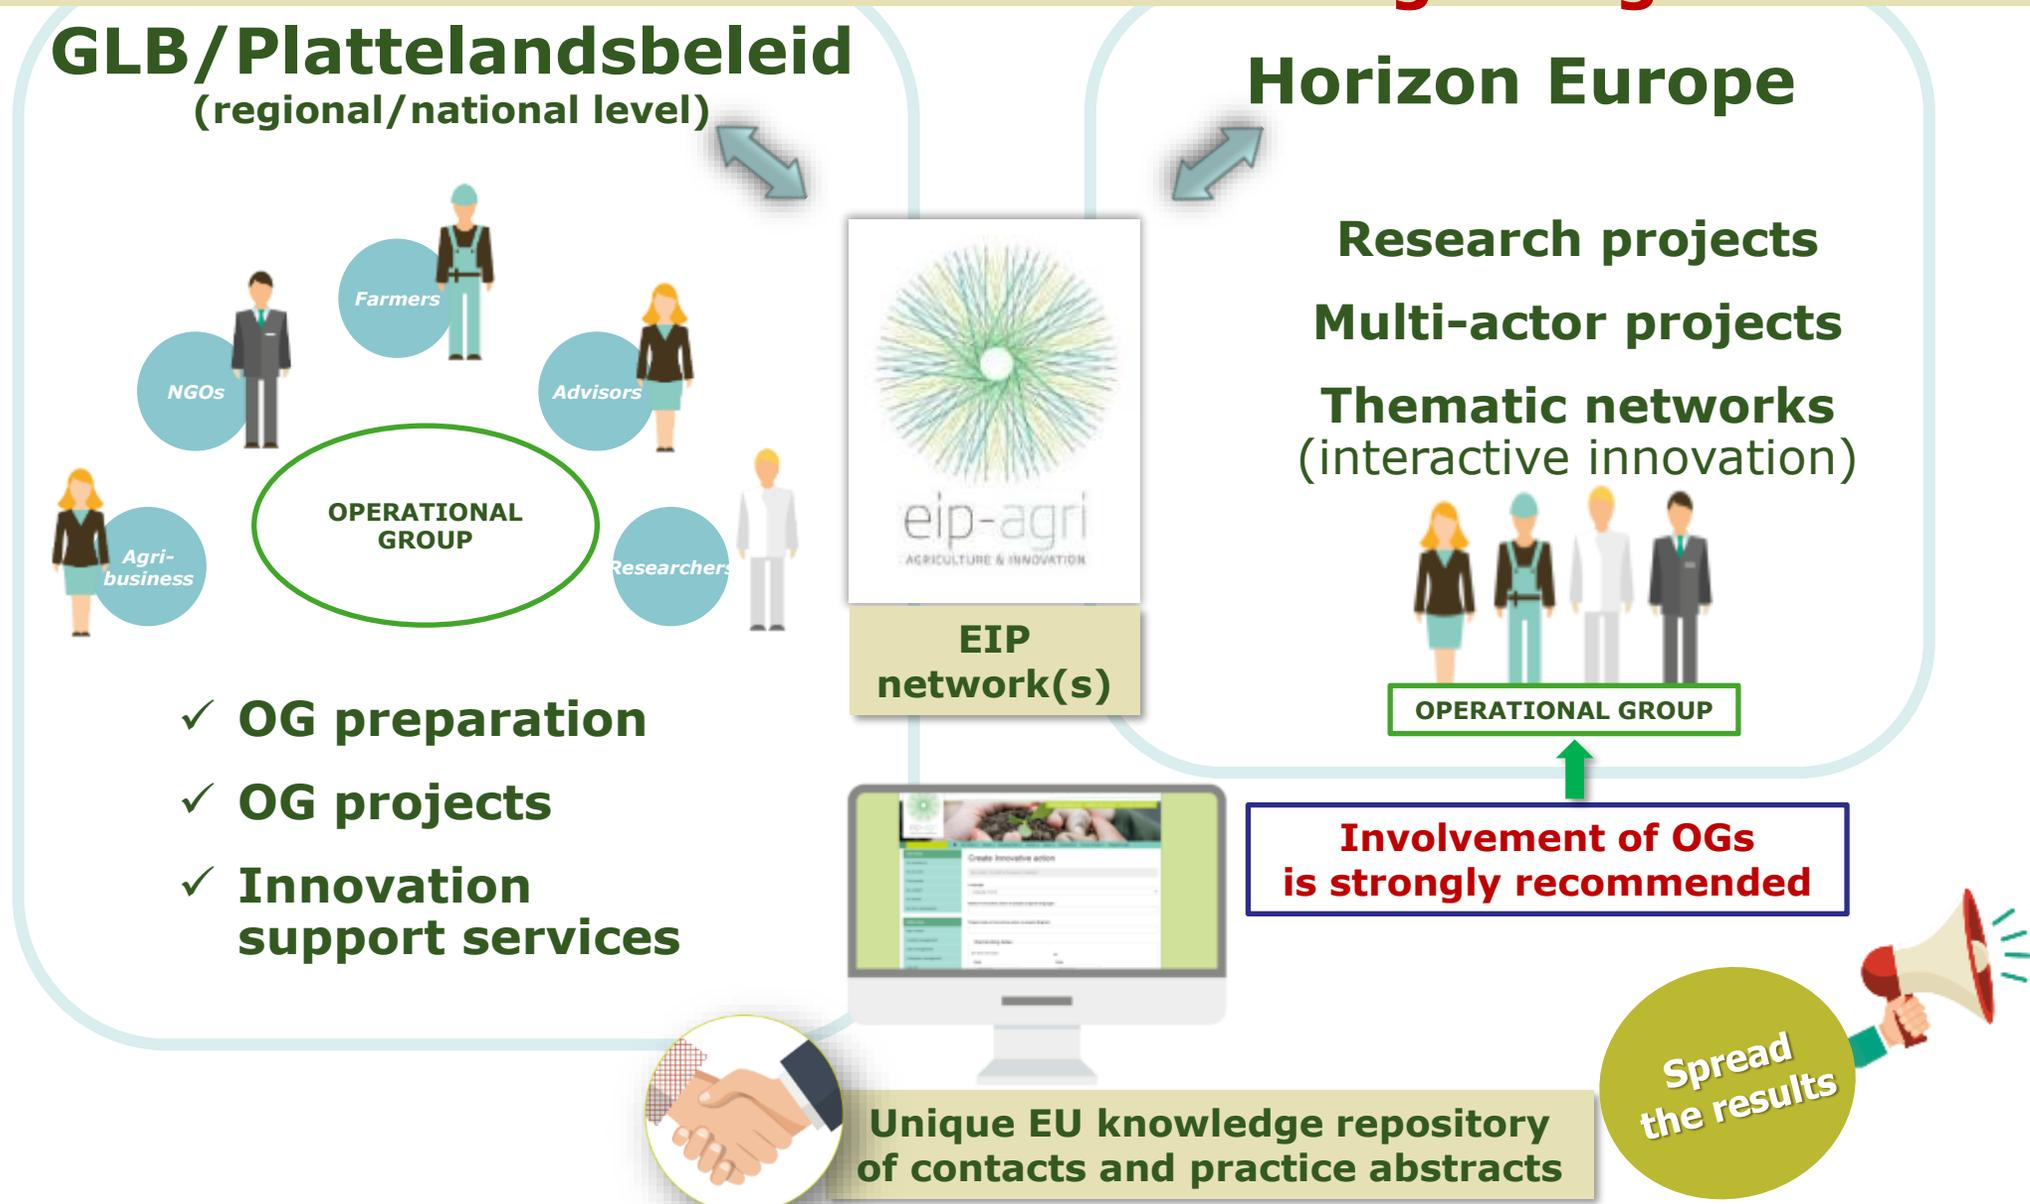 GLB/Plattelandsbeleid
(regional/national level)
Horizon Europe
Farmers
NGOs
Advisors
Agri-
business
Researchers
OPERATIONAL
GROUP
OG preparation
OG projects
Innovation
support services
eip-agri
AGRICULTURE & INNOVATION
EIP
network(s)
Research projects
Multi-actor projects
Thematic networks
(interactive innovation)
OPERATIONAL GROUP
Involvement of OGs
is strongly recommended
Create Innovative action
Unique EU knowledge repository
of contacts and practice abstracts
Spread
the results